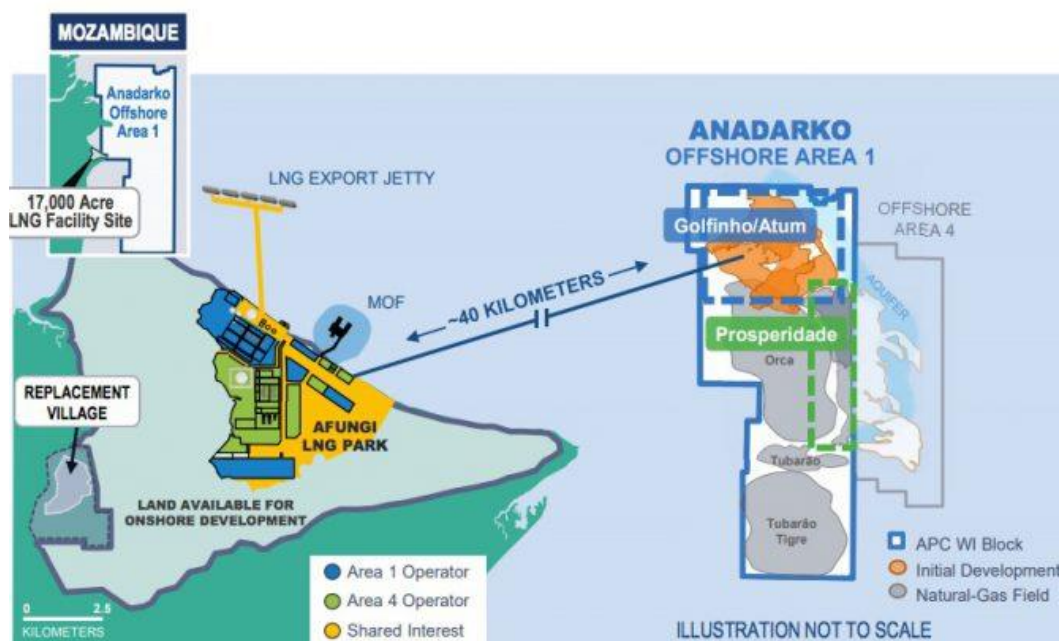 MOZAMBIQUE
Anadarko
Offshore
Area 1
17,000 Acre
LNG Facility Site
LNG EXPORT JETTY
MOF
~40 KILOMETERS
ANADARKO
OFFSHORE AREA 1
Golfinho/Atum
OFFSHORE
AREA 4
AQUIFER
Prosperidade
Orca
Tubarão
Tubarão
Tigre
REPLACEMENT
VILLAGE
AFUNGI
LNG PARK
LAND AVAILABLE FOR
ONSHORE DEVELOPMENT
0 2.5
KILOMETERS
Area 1 Operator
Area 4 Operator
Shared Interest
APC WI Block
Initial Development
Natural-Gas Field
ILLUSTRATION NOT TO SCALE